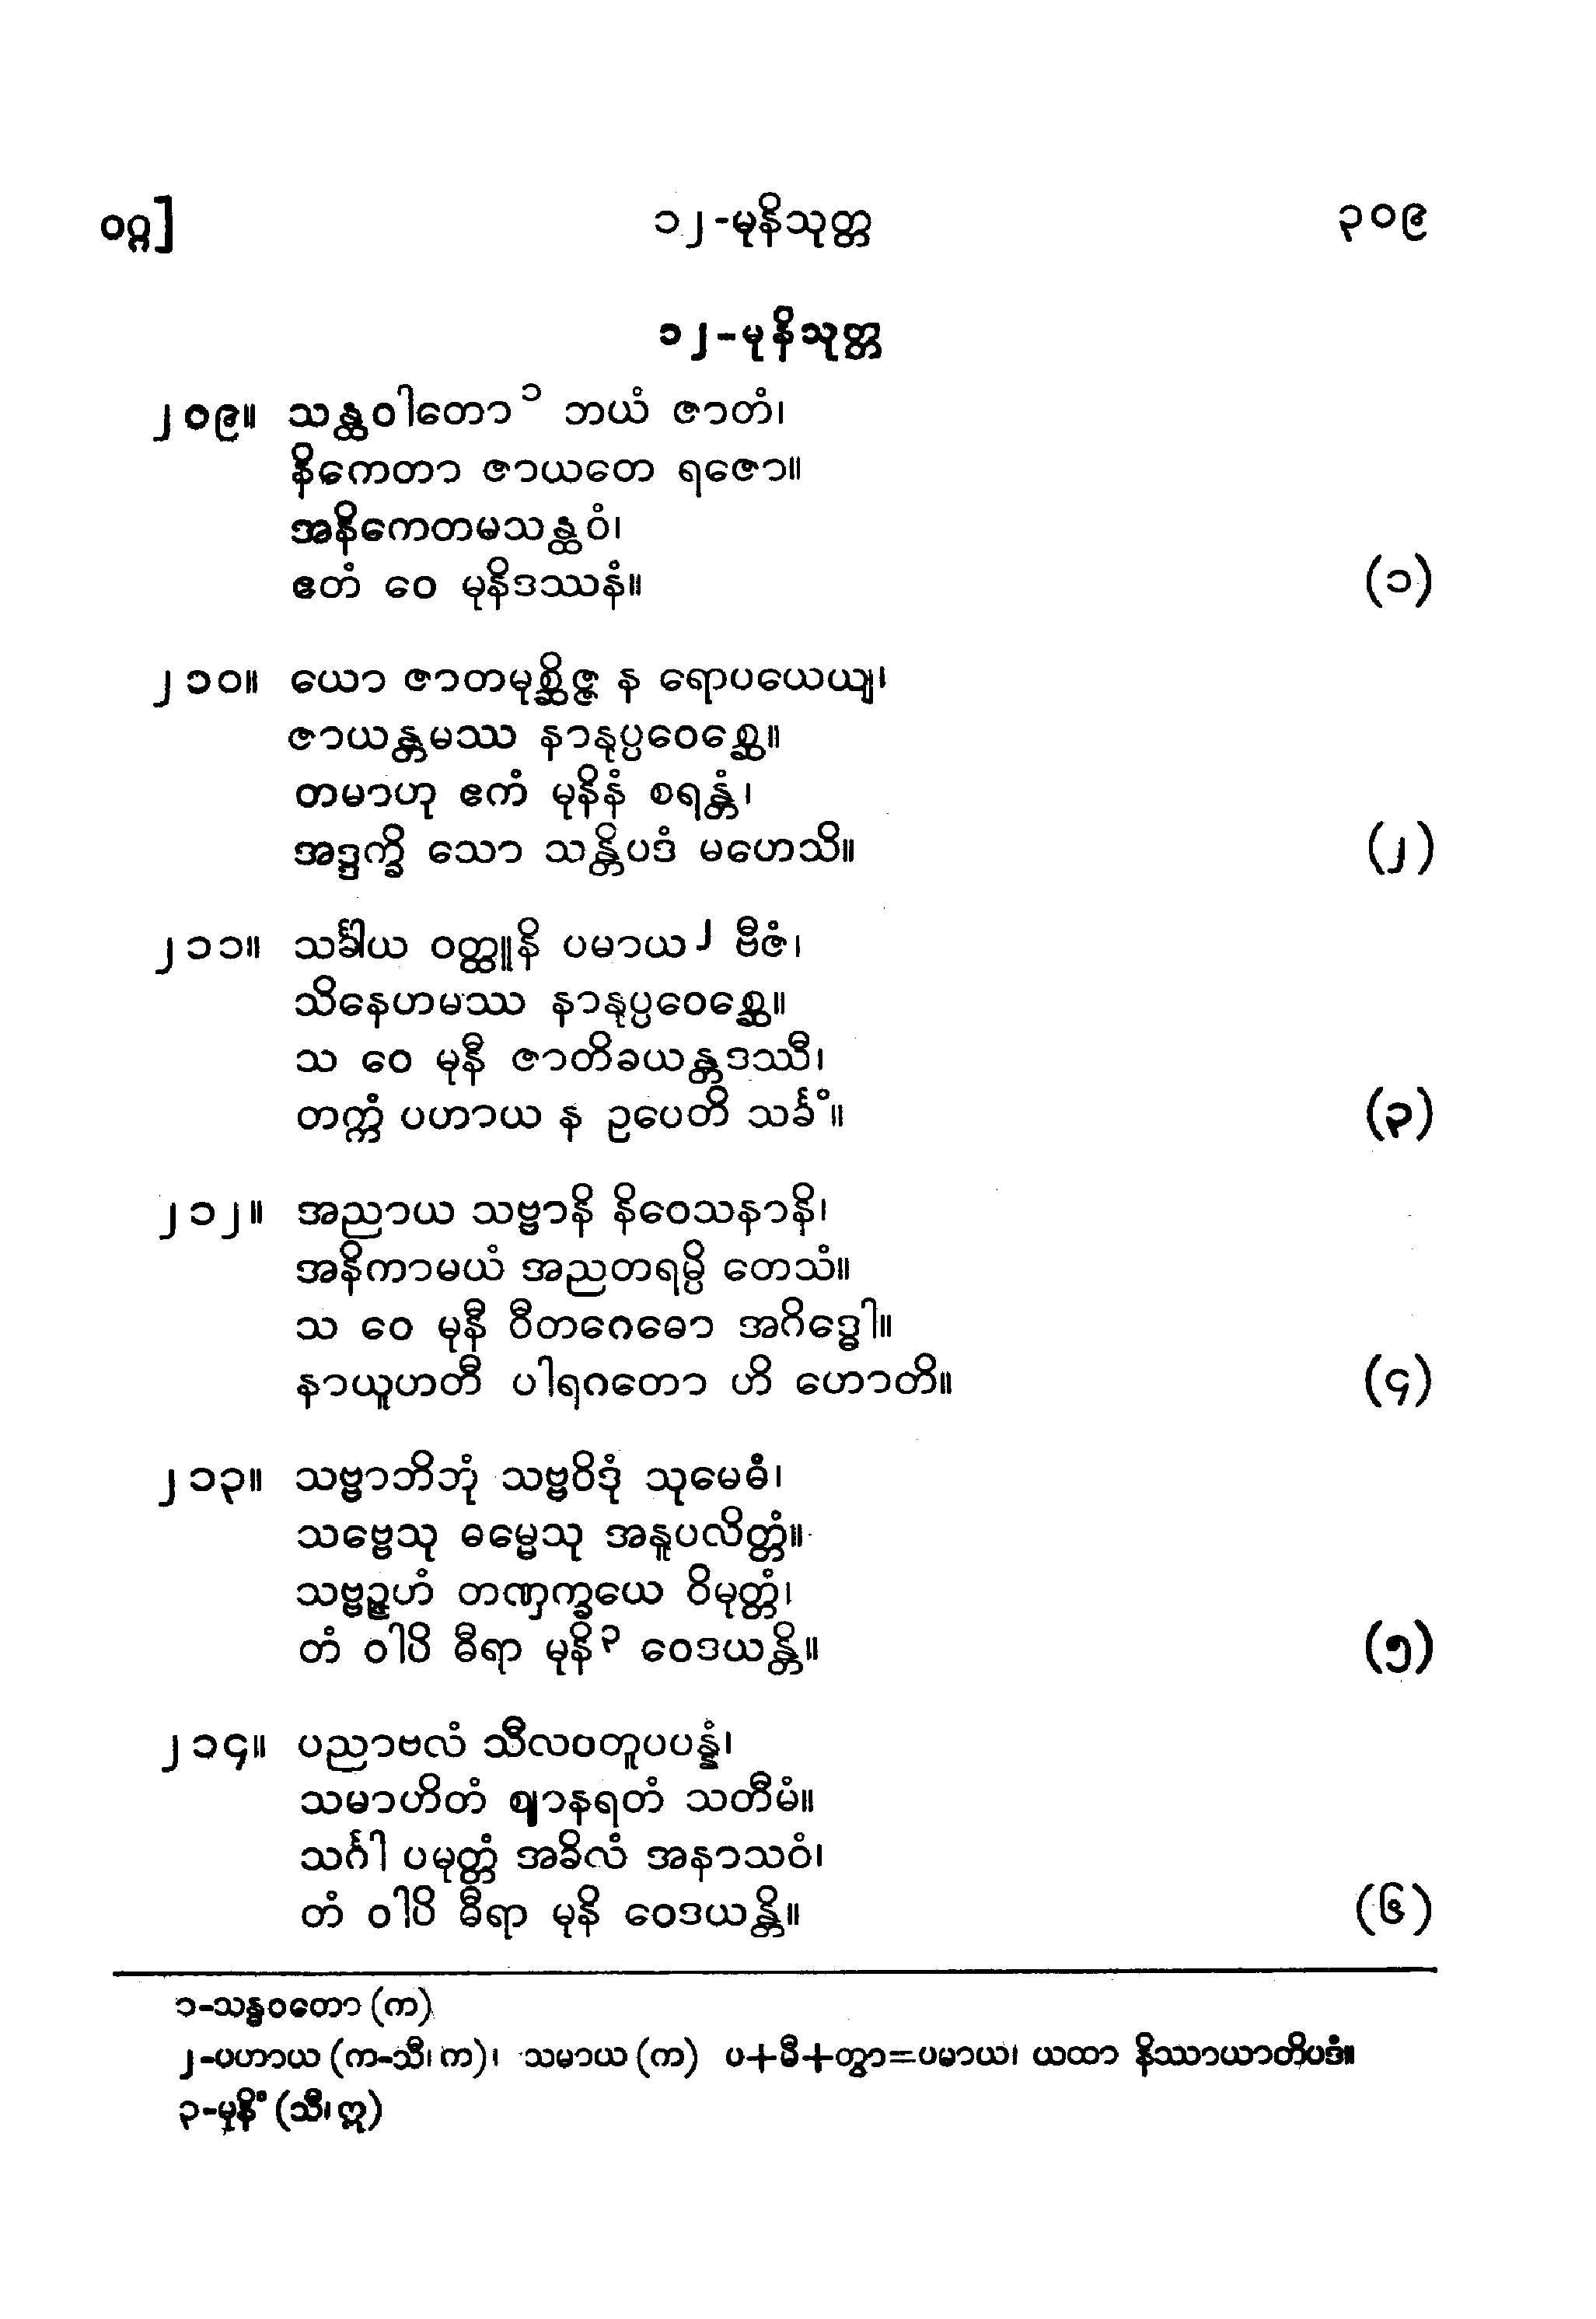 ဝဂ္ဂ]	၁၂-မုနိသုတ္တ	၃၀၉
၁၂-မုနိသုတ္တ
၂၀၉။ သန္ထဝါတော၁ ဘယံ ဇာတံ၊
နိကေတာ ဇာယတေ ရဇော။
အနိကေတမသန္ထဝံ၊
ဧတံ ဝေ မုနိဒဿနံ။ (၁)
၂၁၀။ ယော ဇာတမုစ္ဆိဇ္ဇ န ရောပယေယျ၊
ဇာယန္တမဿ နာနုပ္ပဝေစ္ဆေ။
တမာဟု ဧကံ မုနိနံ စရန္တံ၊
အဒ္ဒက္ခိ သော သန္တိပဒံ မဟေသိ။ (၂)
၂၁၁။ သင်္ခါယ ဝတ္ထူနိ ပမာယ၂ ဗီဇံ၊
သိနေဟမဿ နာနုပ္ပဝေစ္ဆေ။
သ ဝေ မုနီ ဇာတိခယန္တဒဿီ၊
တက္ကံ ပဟာယ န ဥပေတိ သင်္ခံ။ (၃)
၂၁၂။ အညာယ သဗ္ဗာနိ နိဝေသနာနိ၊
အနိကာမယံ အညတရမ္ပိ တေသံ။
သ ဝေ မုနီ ဝီတဂေဓော အဂိဒ္ဓေါ။
နာယူဟတီ ပါရဂတော ဟိ ဟောတိ။ (၄)
၂၁၃။ သဗ္ဗာဘိဘုံ သဗ္ဗဝိဒုံ သုမေဓံ၊
သဗ္ဗေသု ဓမ္မေသု အနူပလိတ္တံ။
သဗ္ဗဉ္ဇဟံ တဏှက္ခယေ ဝိမုတ္တံ၊
တံ ဝါပိ ဓီရာ မုနိ၃ ဝေဒယန္တိ။ (၅)
၂၁၄။ ပညာဗလံ သီလဝတူပပန္နံ၊
သမာဟိတံ ဈာနရတံ သတီမံ။
သင်္ဂါ ပမုတ္တံ အခိလံ အနာသဝံ၊
တံ ဝါပိ ဓီရာ မုနိ ဝေဒယန္တိ။ (၆)
၁-သန္ဓဝတော (က)
၂-ပဟာယ (က-သီ၊ က)၊ သမာယ (က) ပ+မီ+တွာ=ပမာယ၊ ယထာ နိဿာယာတိပဒံ။
၃-မုနိံ (သီ၊ ဣ)